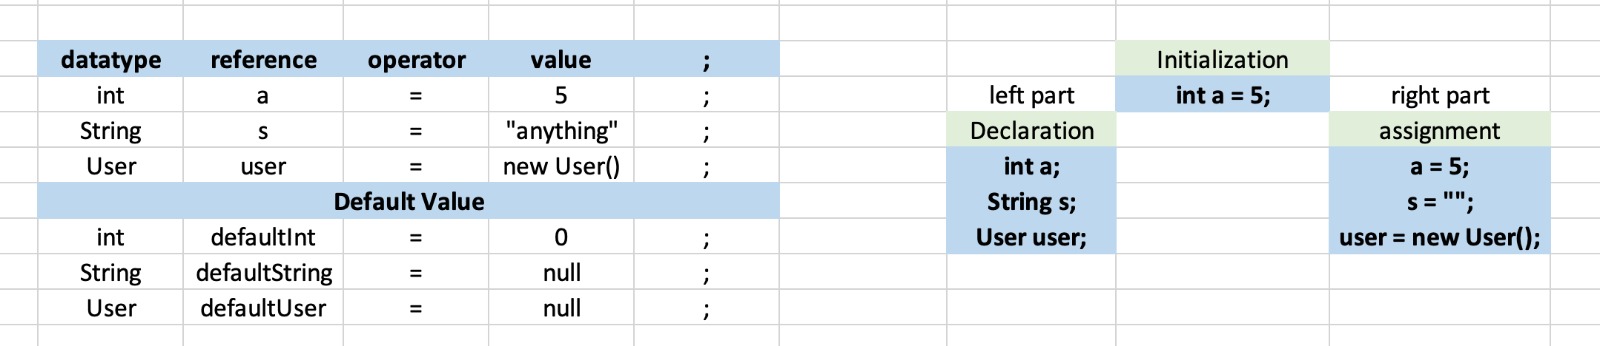 datatype reference operator value ;
int a = 5 ;
String s = "anything" ;
User user = new User() ;
Default Value
int defaultInt = 0 ;
String defaultString = null ;
User defaultUser = null ;
Initialization
left part int a = 5; right part
Declaration assignment
int a; a = 5;
String s; s = "";
User user; user = new User();